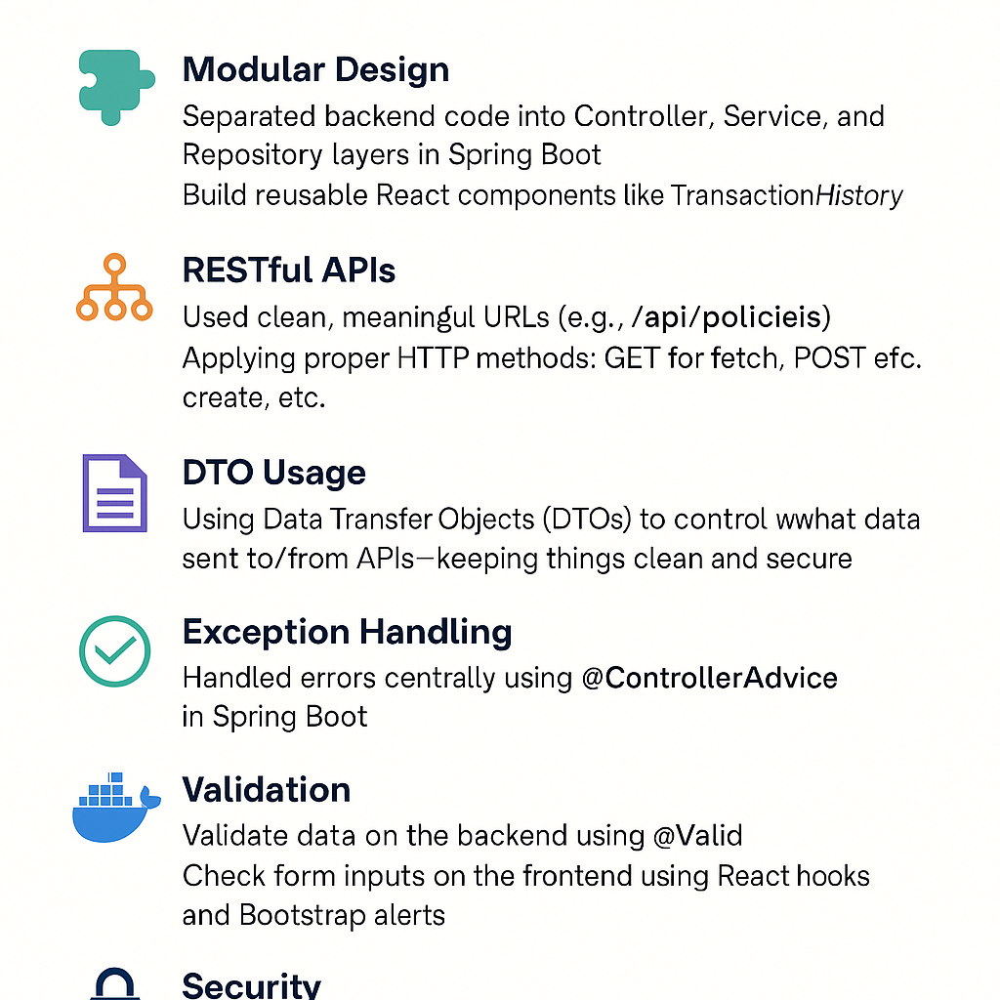 Modular Design
Separated backend code into Controller, Service, and
Repository layers in Spring Boot
Build reusable React components like TransactionHistory
RESTful APIs
Used clean, meaningul URLs (e.g., /api/policieis)
Applying proper HTTP methods: GET for fetch, POST efc.
create, etc.
DTO Usage
Using Data Transfer Objects (DTOs) to control wwhat data
sent to/from APIs—keeping things clean and secure
Exception Handling
Handled errors centrally using @ControllerAdvice
in Spring Boot
Validation
Validate data on the backend using @Valid
Check form inputs on the frontend using React hooks
and Bootstrap alerts
Security